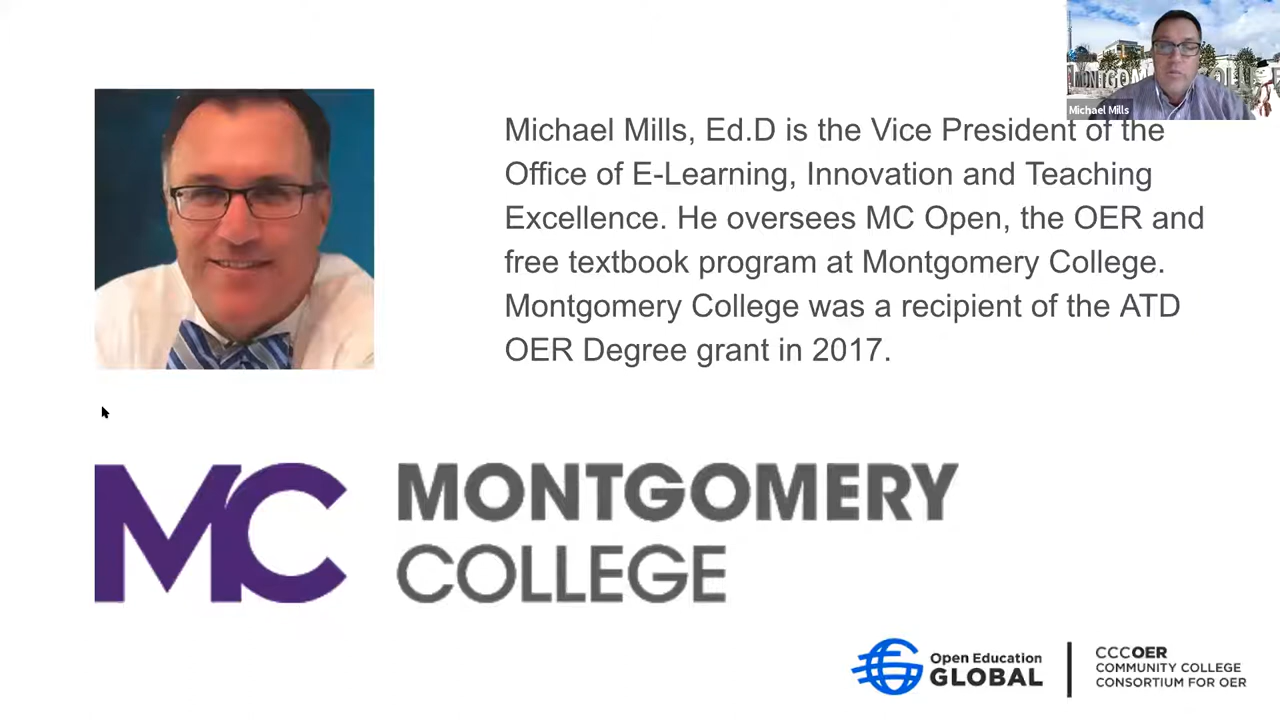 Michael Mills
Michael Mills, Ed.D is the Vice President of the
Office of E-Learning, Innovation and Teaching
Excellence. He oversees MC Open, the OER and
free textbook program at Montgomery College.
Montgomery College was a recipient of the ATD
OER Degree grant in 2017.
MC
MONTGOMERY
COLLEGE
Open Education
GLOBAL
CCCOER
COMMUNITY COLLEGE
CONSORTIUM FOR OER